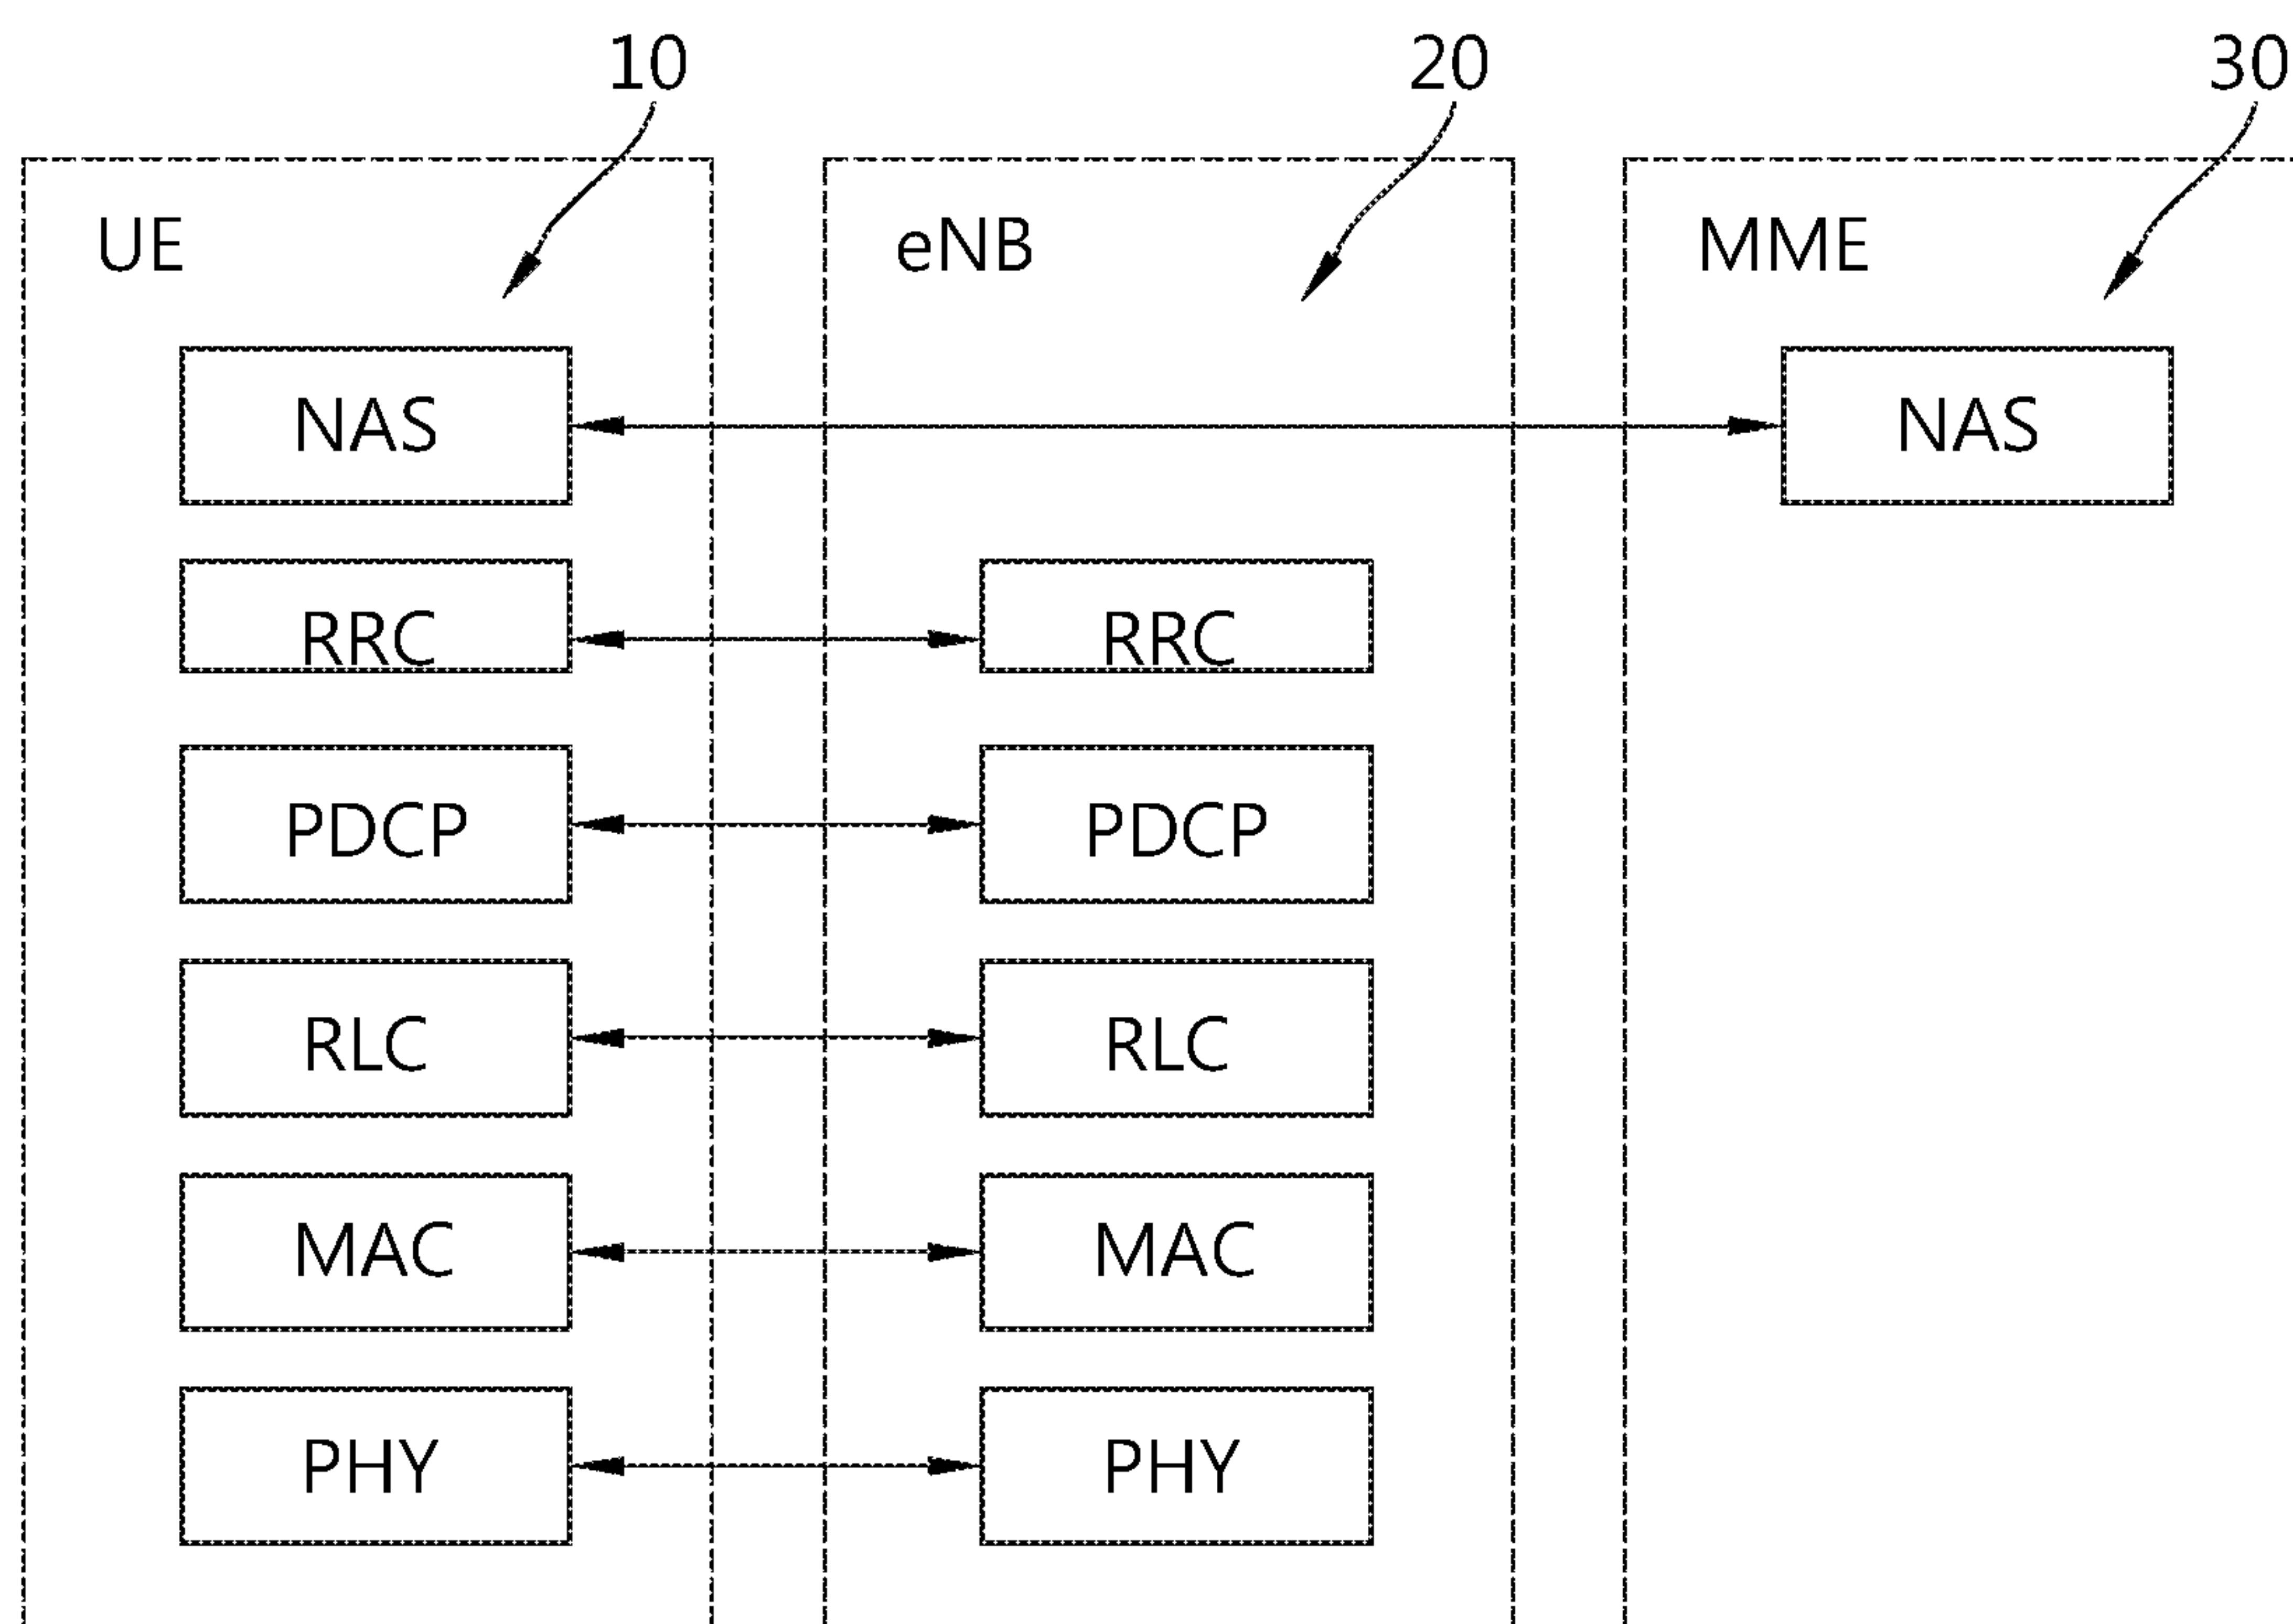 10 20 30
UE eNB MME
NAS NAS
RRC RRC
PDCP PDCP
RLC RLC
MAC MAC
PHY PHY